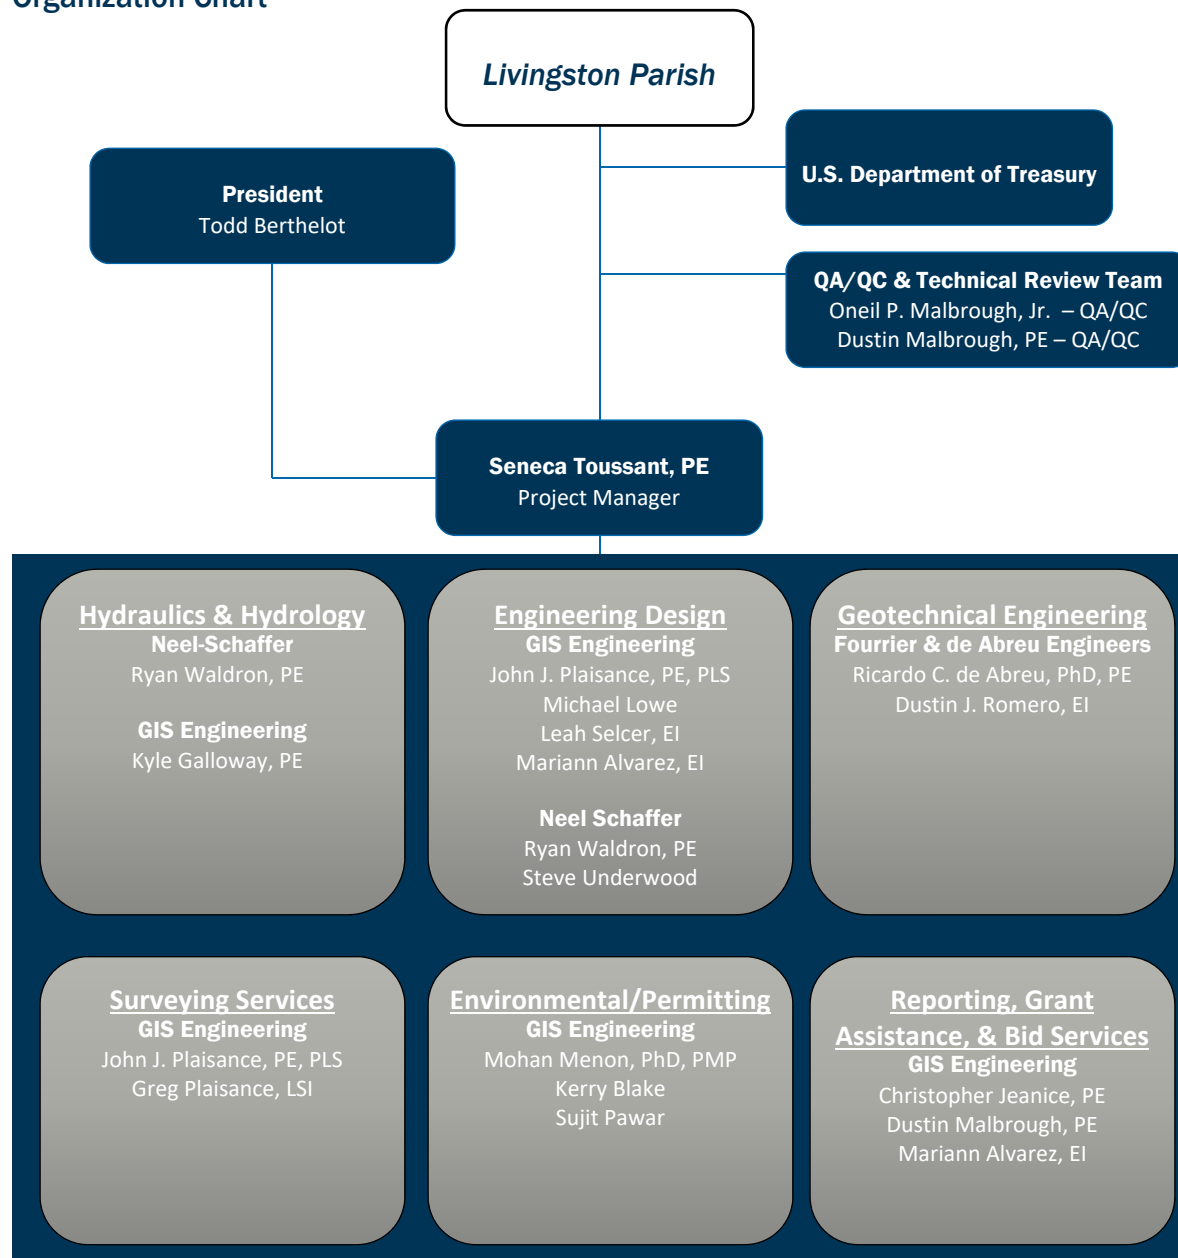 Organization Chart
Livingston Parish
U.S. Department of Treasury
President
Todd Berthelot
QA/QC & Technical Review Team
Oneil P. Malbrough, Jr. – QA/QC
Dustin Malbrough, PE – QA/QC
Seneca Toussant, PE
Project Manager
Hydraulics & Hydrology
Neel-Schaffer
Ryan Waldron, PE
GIS Engineering
Kyle Galloway, PE
Engineering Design
GIS Engineering
John J. Plaisance, PE, PLS
Michael Lowe
Leah Selcer, EI
Mariann Alvarez, EI
Neel Schaffer
Ryan Waldron, PE
Steve Underwood
Geotechnical Engineering
Fourrier & de Abreu Engineers
Ricardo C. de Abreu, PhD, PE
Dustin J. Romero, EI
Surveying Services
GIS Engineering
John J. Plaisance, PE, PLS
Greg Plaisance, LSI
Environmental/Permitting
GIS Engineering
Mohan Menon, PhD, PMP
Kerry Blake
Sujit Pawar
Reporting, Grant
Assistance, & Bid Services
GIS Engineering
Christopher Jeanice, PE
Dustin Malbrough, PE
Mariann Alvarez, EI